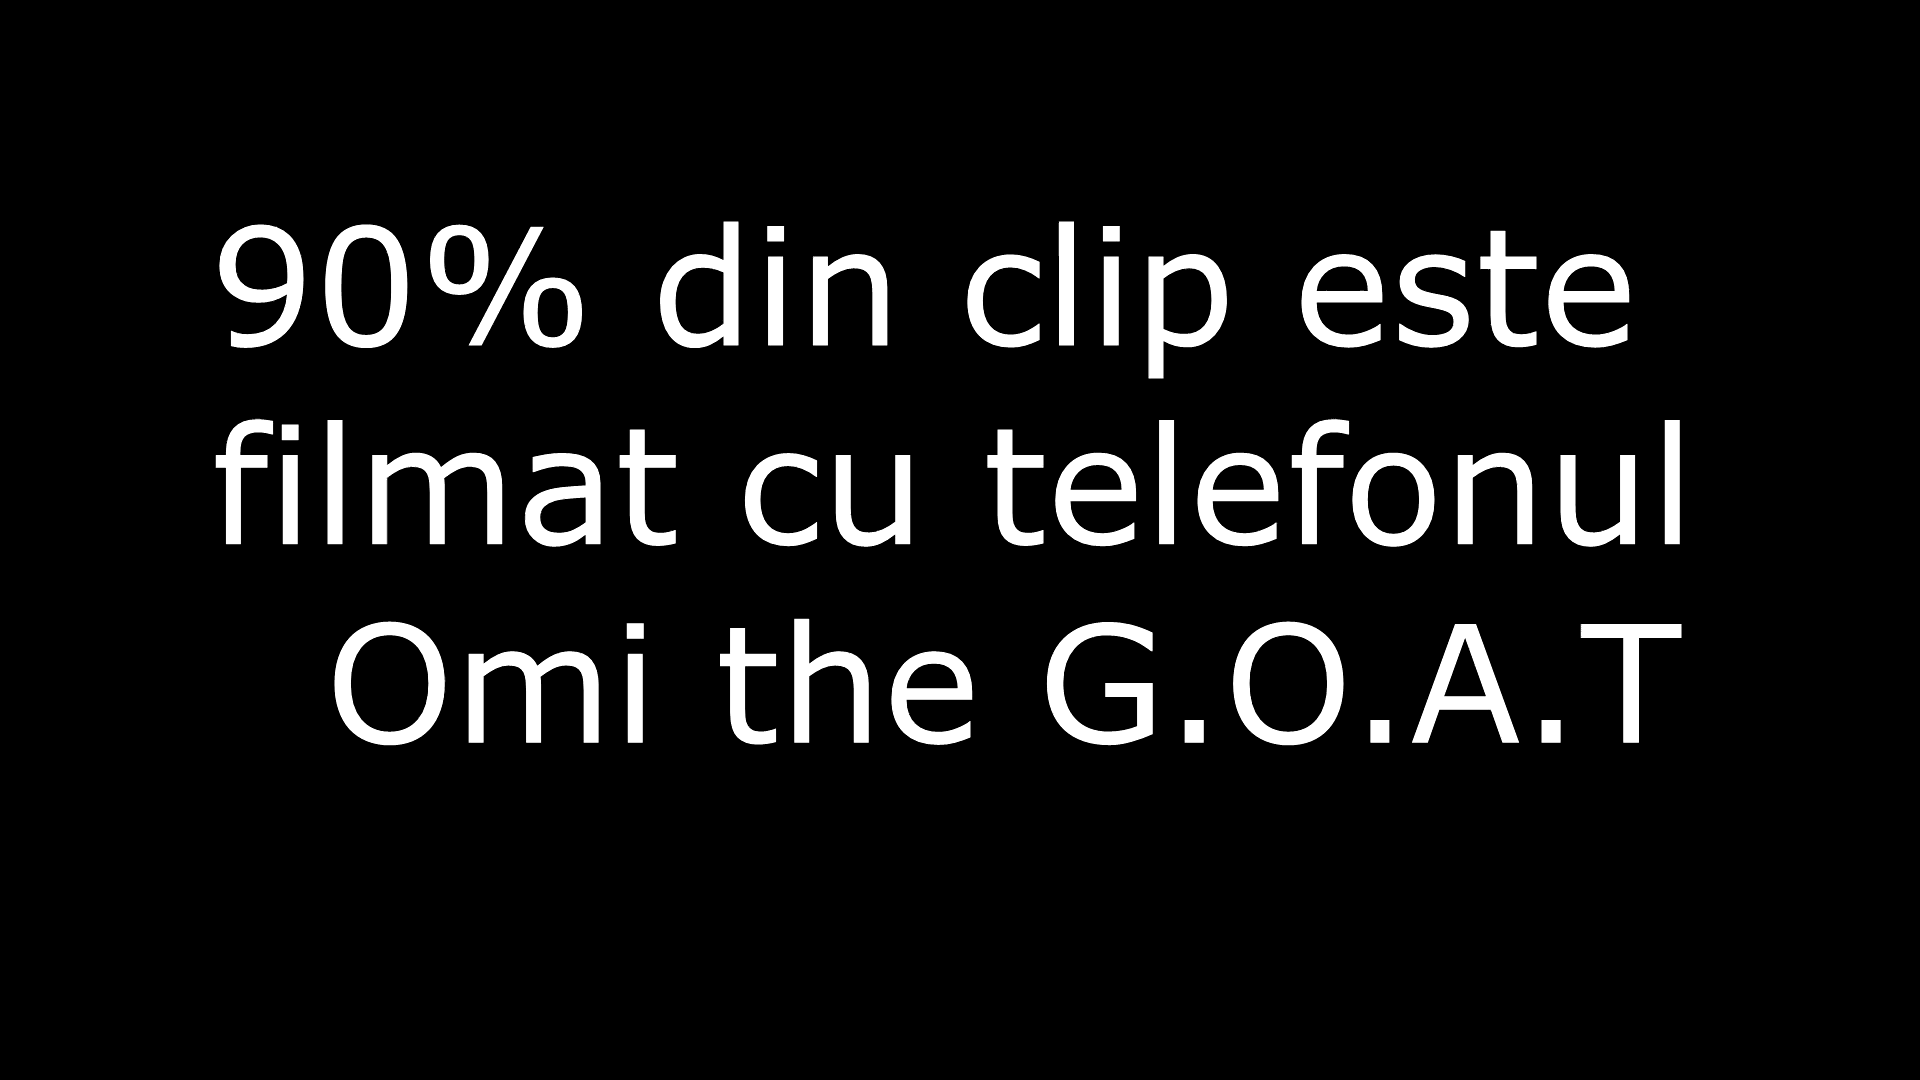 90% din clip este
filmat cu telefonul
Omi the G.O.A.T